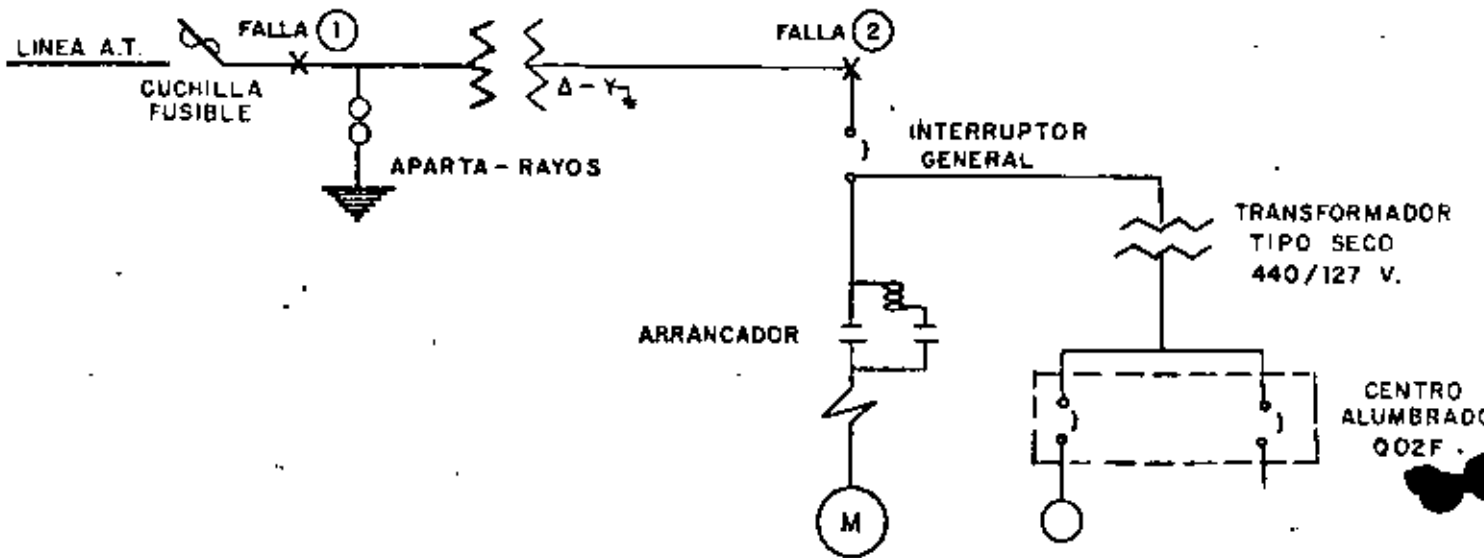 FALLA 1
LINEA A.T.
CUCHILLA
FUSIBLE
APARTA-RAYOS
Δ-Y
FALLA 2
INTERRUPTOR
GENERAL
TRANSFORMADOR
TIPO SECO
440/127 V.
ARRANCADOR
CENTRO
ALUMBRADO
QO2F.
M